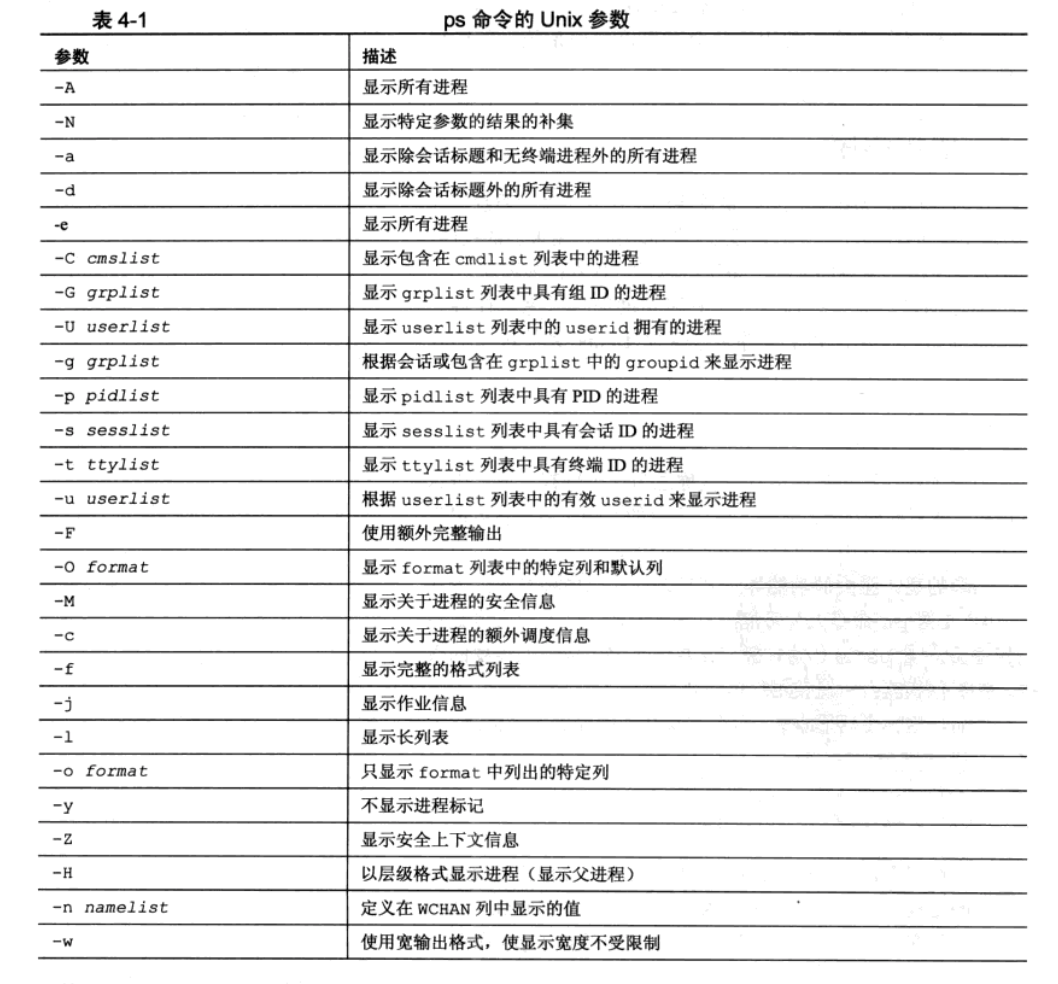 表 4-1 ps 命令的 Unix 参数
参数 描述
-A 显示所有进程
-N 显示特定参数的结果的补集
-a 显示除会话标题和无终端进程外的所有进程
-d 显示除会话标题外的所有进程
-e 显示所有进程
-C cmslist 显示包含在 cmdlist 列表中的进程
-G grplist 显示 grplist 列表中具有组 ID 的进程
-U userlist 显示 userlist 列表中的 userid 拥有的进程
-g grplist 根据会话或包含在 grplist 中的 groupid 来显示进程
-p pidlist 显示 pidlist 列表中具有 PID 的进程
-s sesslist 显示 sesslist 列表中具有会话 ID 的进程
-t ttylist 显示 ttylist 列表中具有终端 ID 的进程
-u userlist 根据 userlist 列表中的有效 userid 来显示进程
-F 使用额外完整输出
-O format 显示 format 列表中的特定列和默认列
-M 显示关于进程的安全信息
-c 显示关于进程的额外调度信息
-f 显示完整的格式列表
-j 显示作业信息
-l 显示长列表
-o format 只显示 format 中列出的特定列
-y 不显示进程标记
-Z 显示安全上下文信息
-H 以层级格式显示进程（显示父进程）
-n namelist 定义在 WCHAN 列中显示的值
-w 使用宽输出格式，使显示宽度不受限制